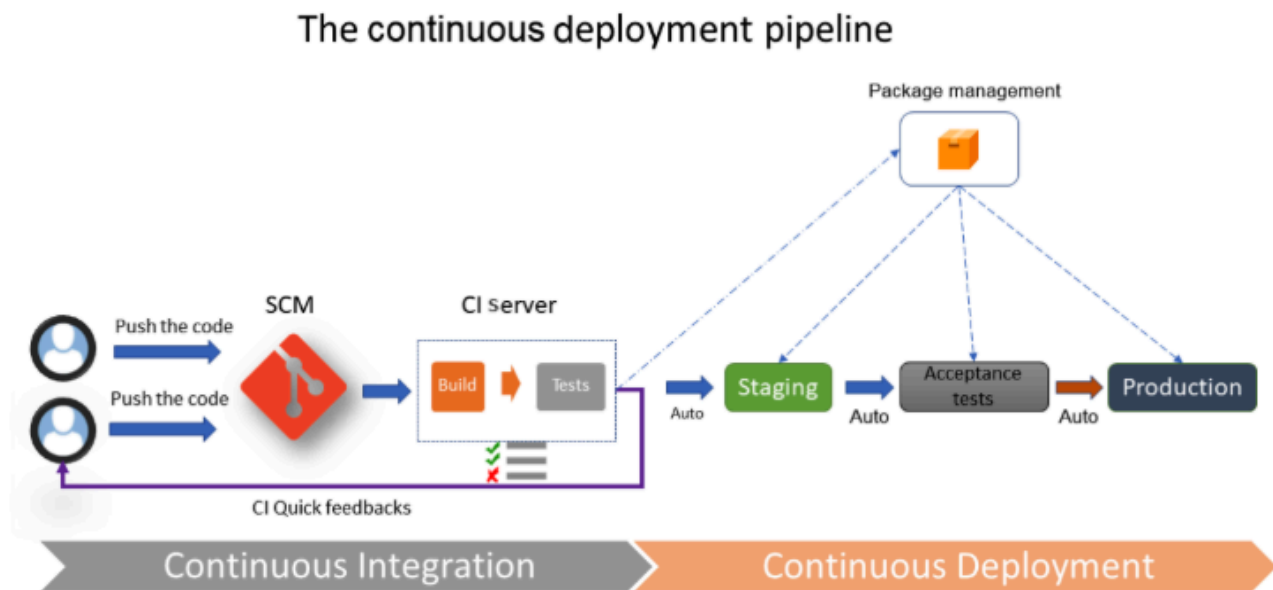 The continuous deployment pipeline
Package management
SCM
CI server
Push the code
Push the code
Build
Tests
Auto
Staging
Auto
Acceptance
tests
Auto
Production
CI Quick feedbacks
Continuous Integration
Continuous Deployment